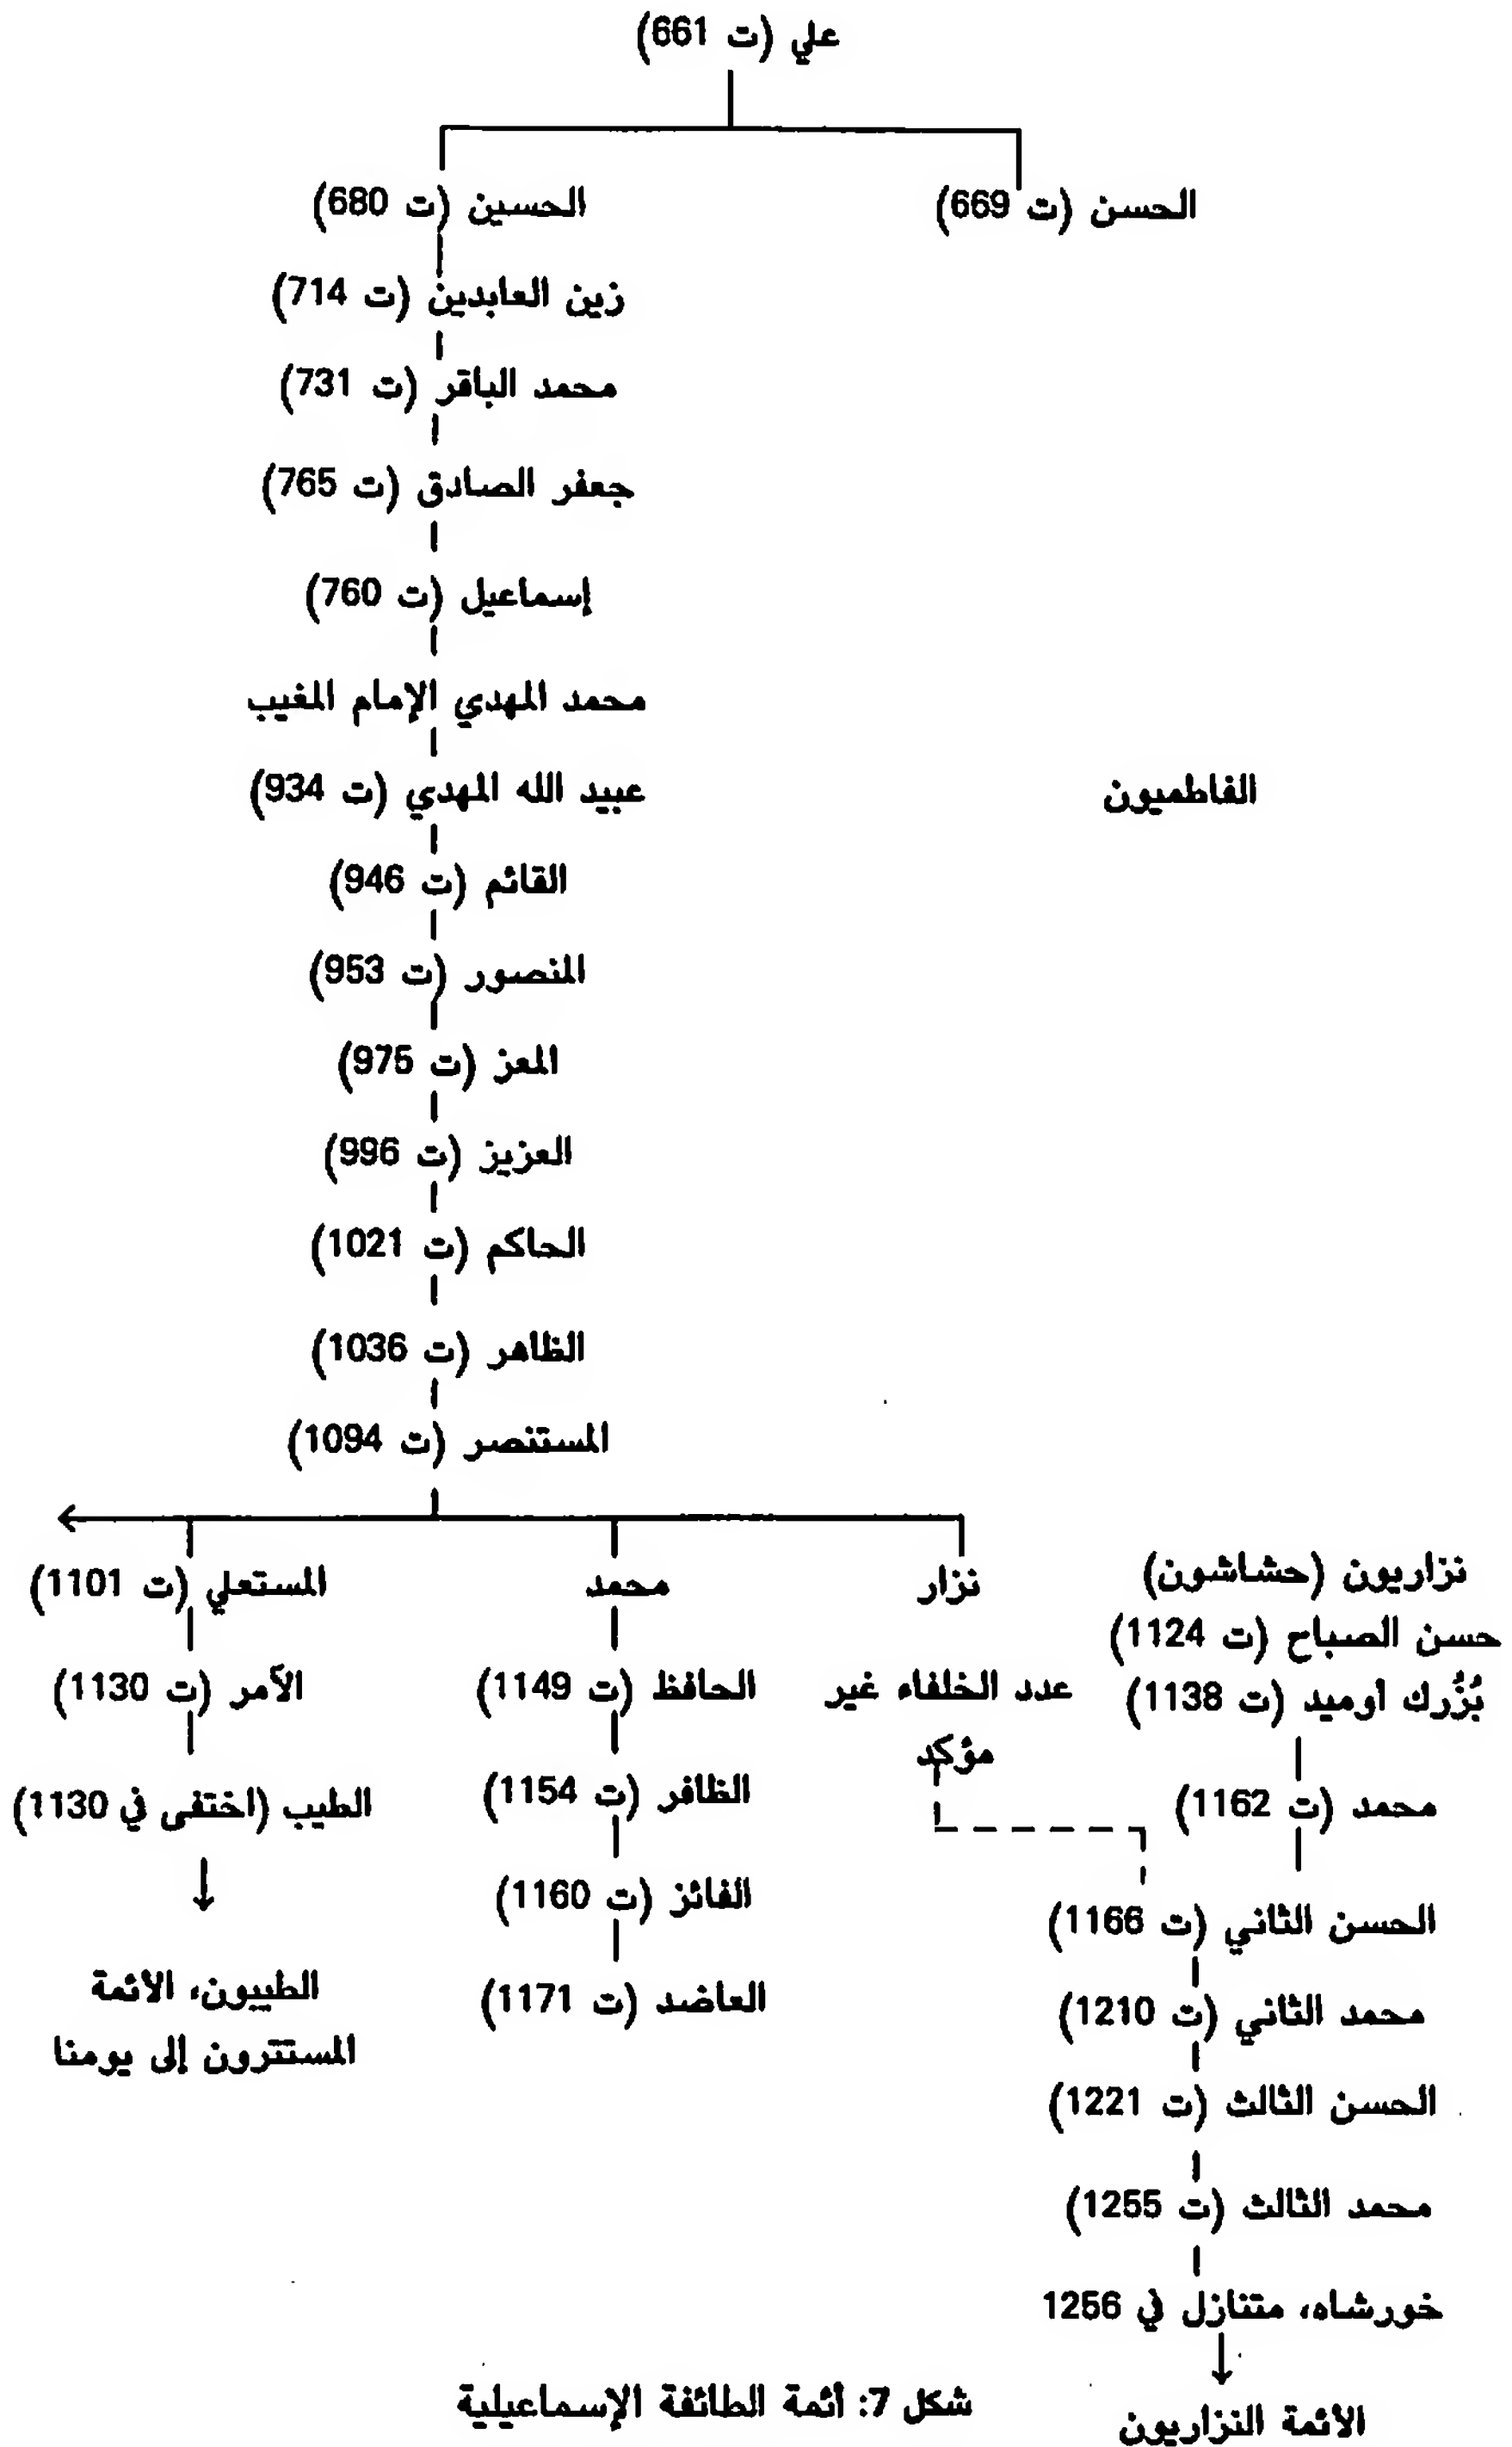 علي (ت 661)
الحسن (ت 669)
الحسين (ت 680)
زين العابدين (ت 714)
محمد الباقر (ت 731)
جعفر الصادق (ت 765)
إسماعيل (ت 760)
محمد المهدي الإمام المغيب
الفاطميون
عبيد الله المهدي (ت 934)
القائم (ت 946)
المنصور (ت 953)
المعز (ت 975)
العزيز (ت 996)
الحاكم (ت 1021)
الظاهر (ت 1036)
المستنصر (ت 1094)
نزاريون (حشاشون)
حسن الصباح (ت 1124)
بُزُرك أوميد (ت 1138)
محمد (ت 1162)
الحسن الثاني (ت 1166)
محمد الثاني (ت 1210)
الحسن الثالث (ت 1221)
محمد الثالث (ت 1255)
خورشاه، متنازل في 1256
الأئمة النزاريون
نزار
عدد الخلفاء غير
مؤكد
محمد
الحافظ (ت 1149)
الظافر (ت 1154)
الفائز (ت 1160)
العاضد (ت 1171)
المستعلي (ت 1101)
الآمر (ت 1130)
الطيب (اختفى في 1130)
الطيبون، الائمة
المستترون إلى يومنا
شكل 7: أئمة الطائفة الإسماعيلية